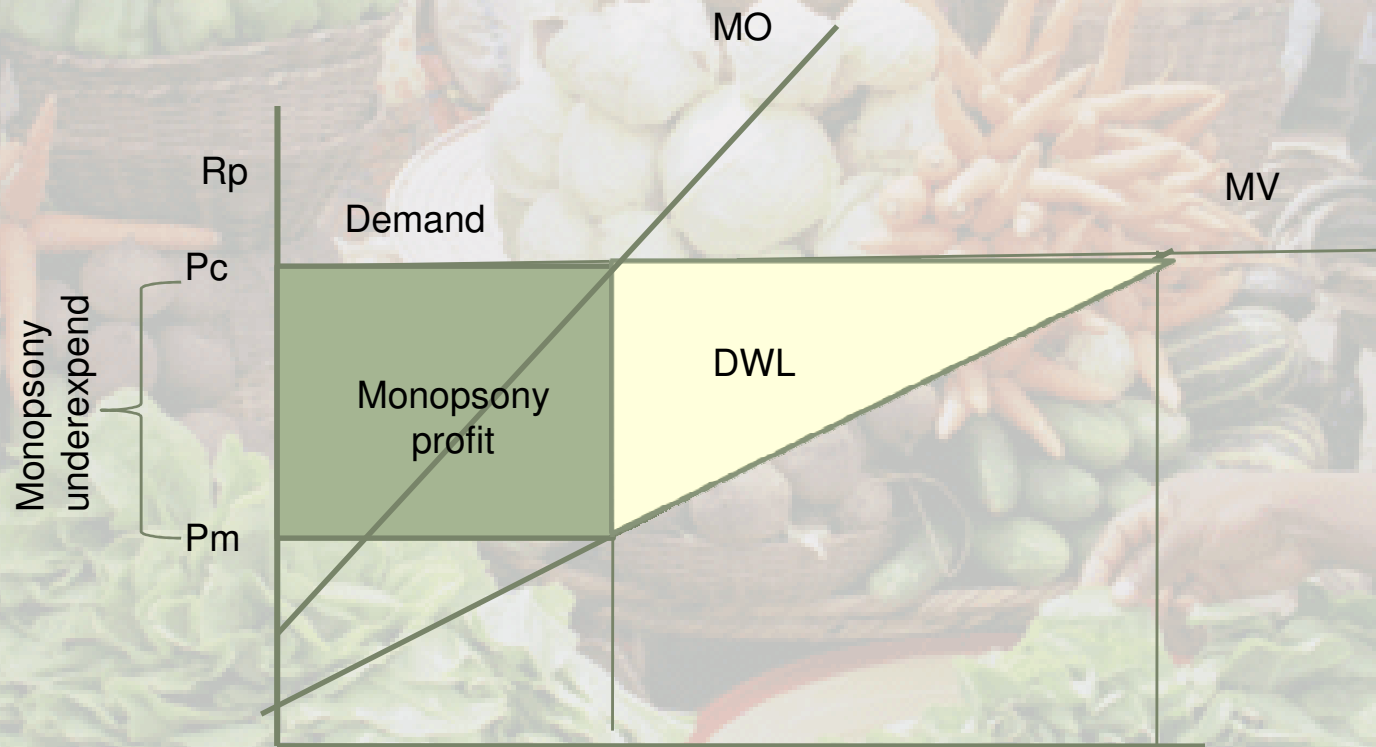 MO
Rp
MV
Demand
Pc
Monopsony
underexpend
DWL
Monopsony
profit
Pm